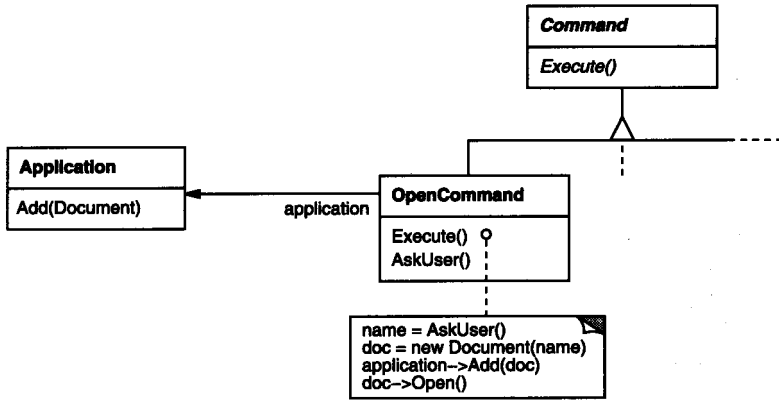 Command
Execute()
Application
Add(Document)
application
OpenCommand
Execute()
AskUser()
name = AskUser()
doc = new Document(name)
application–>Add(doc)
doc–>Open()